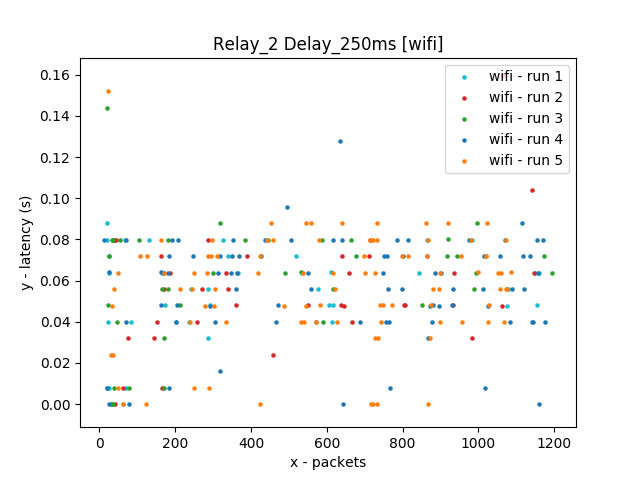 Relay_2 Delay_250ms [wifi]
wifi - run 1
wifi - run 2
wifi - run 3
wifi - run 4
wifi - run 5
y - latency (s)
0.16
0.14
0.12
0.10
0.08
0.06
0.04
0.02
0.00
0 200 400 600 800 1000 1200
x - packets